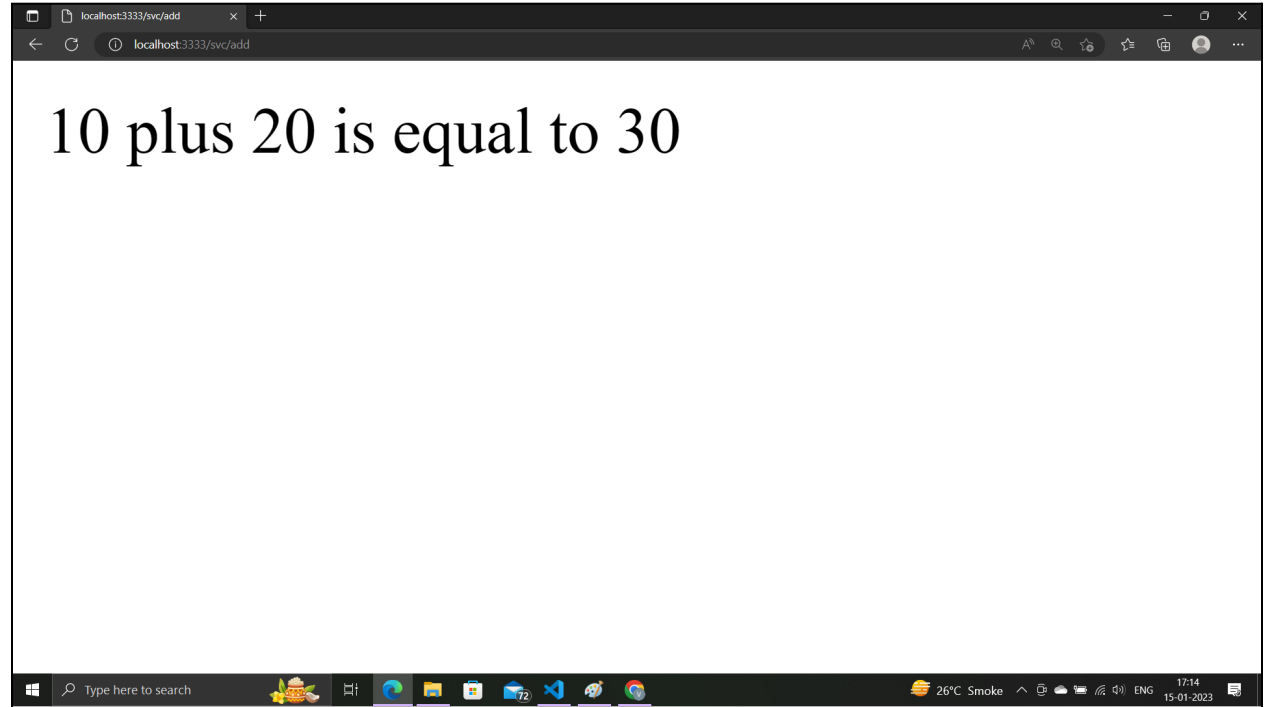 localhost:3333/svc/add
localhost:3333/svc/add
10 plus 20 is equal to 30
Type here to search
72
26°C Smoke
ENG
17:14
15-01-2023